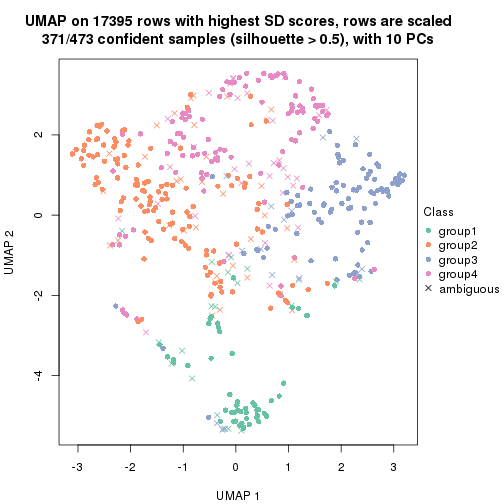 UMAP on 17395 rows with highest SD scores, rows are scaled
371/473 confident samples (silhouette > 0.5), with 10 PCs
2
0
-2
-4
UMAP 2
-3 -2 -1 0 1 2 3
UMAP 1
Class
group1
group2
group3
group4
ambiguous